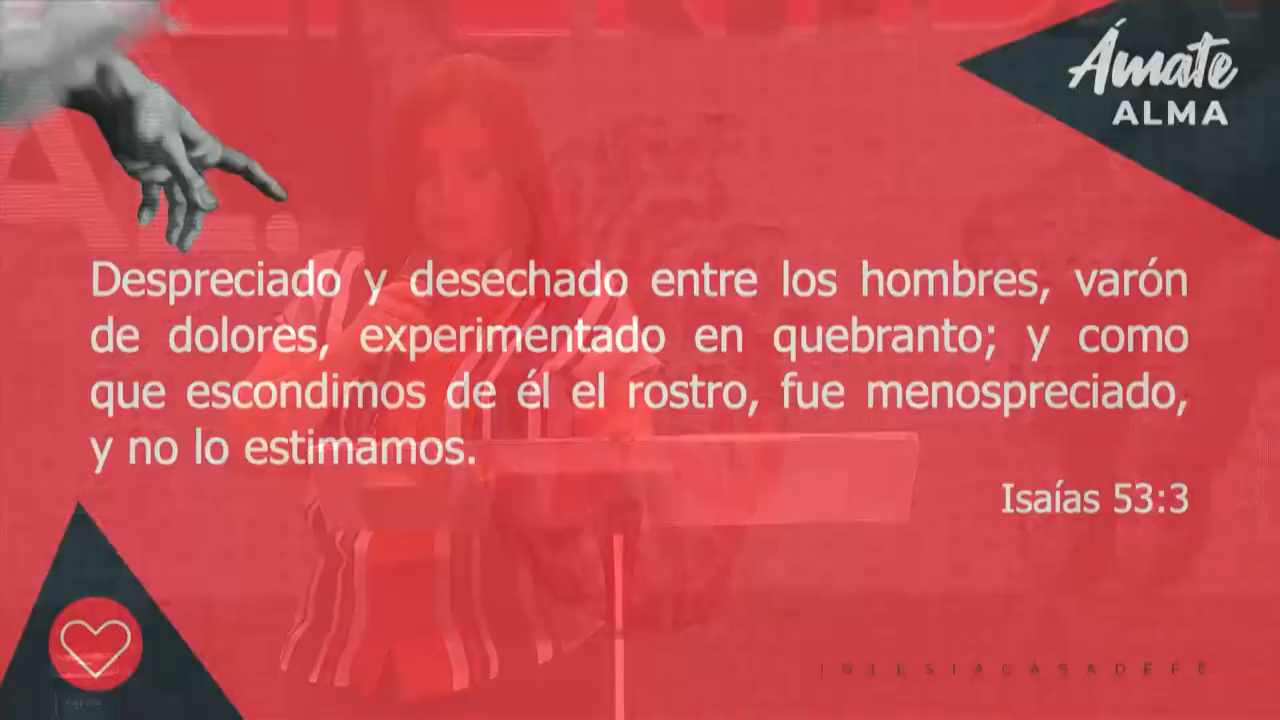 Ámate
ALMA
Despreciado y desechado entre los hombres, varón
de dolores, experimentado en quebranto; y como
que escondimos de él el rostro, fue menospreciado,
y no lo estimamos.
Isaías 53:3
IGLESIACASADEFE